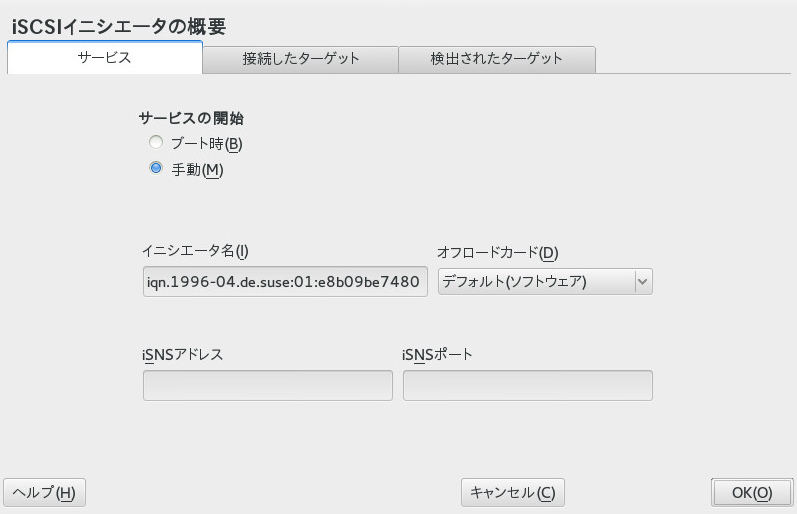 iSCSIイニシエータの概要
サービス 接続したターゲット 検出されたターゲット
サービスの開始
ブート時(B)
手動(M)
イニシエータ名(I) オフロードカード(D)
iqn.1996-04.de.suse:01:e8b09be7480 デフォルト(ソフトウェア)
iSNSアドレス iSNSポート
ヘルプ(H) キャンセル(C) OK(O)